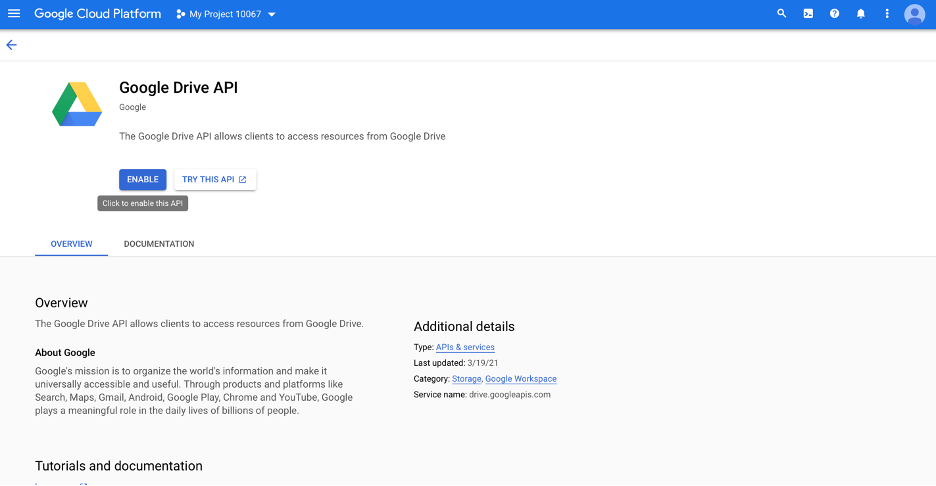 Google Cloud Platform
My Project 10067
Google Drive API
Google
The Google Drive API allows clients to access resources from Google Drive
ENABLE
TRY THIS API
Click to enable this API
OVERVIEW
DOCUMENTATION
Overview
The Google Drive API allows clients to access resources from Google Drive.
About Google
Google's mission is to organize the world's information and make it
universally accessible and useful. Through products and platforms like
Search, Maps, Gmail, Android, Google Play, Chrome and YouTube, Google
plays a meaningful role in the daily lives of billions of people.
Additional details
Type: APIs & services
Last updated: 3/19/21
Category: Storage, Google Workspace
Service name: drive.googleapis.com
Tutorials and documentation